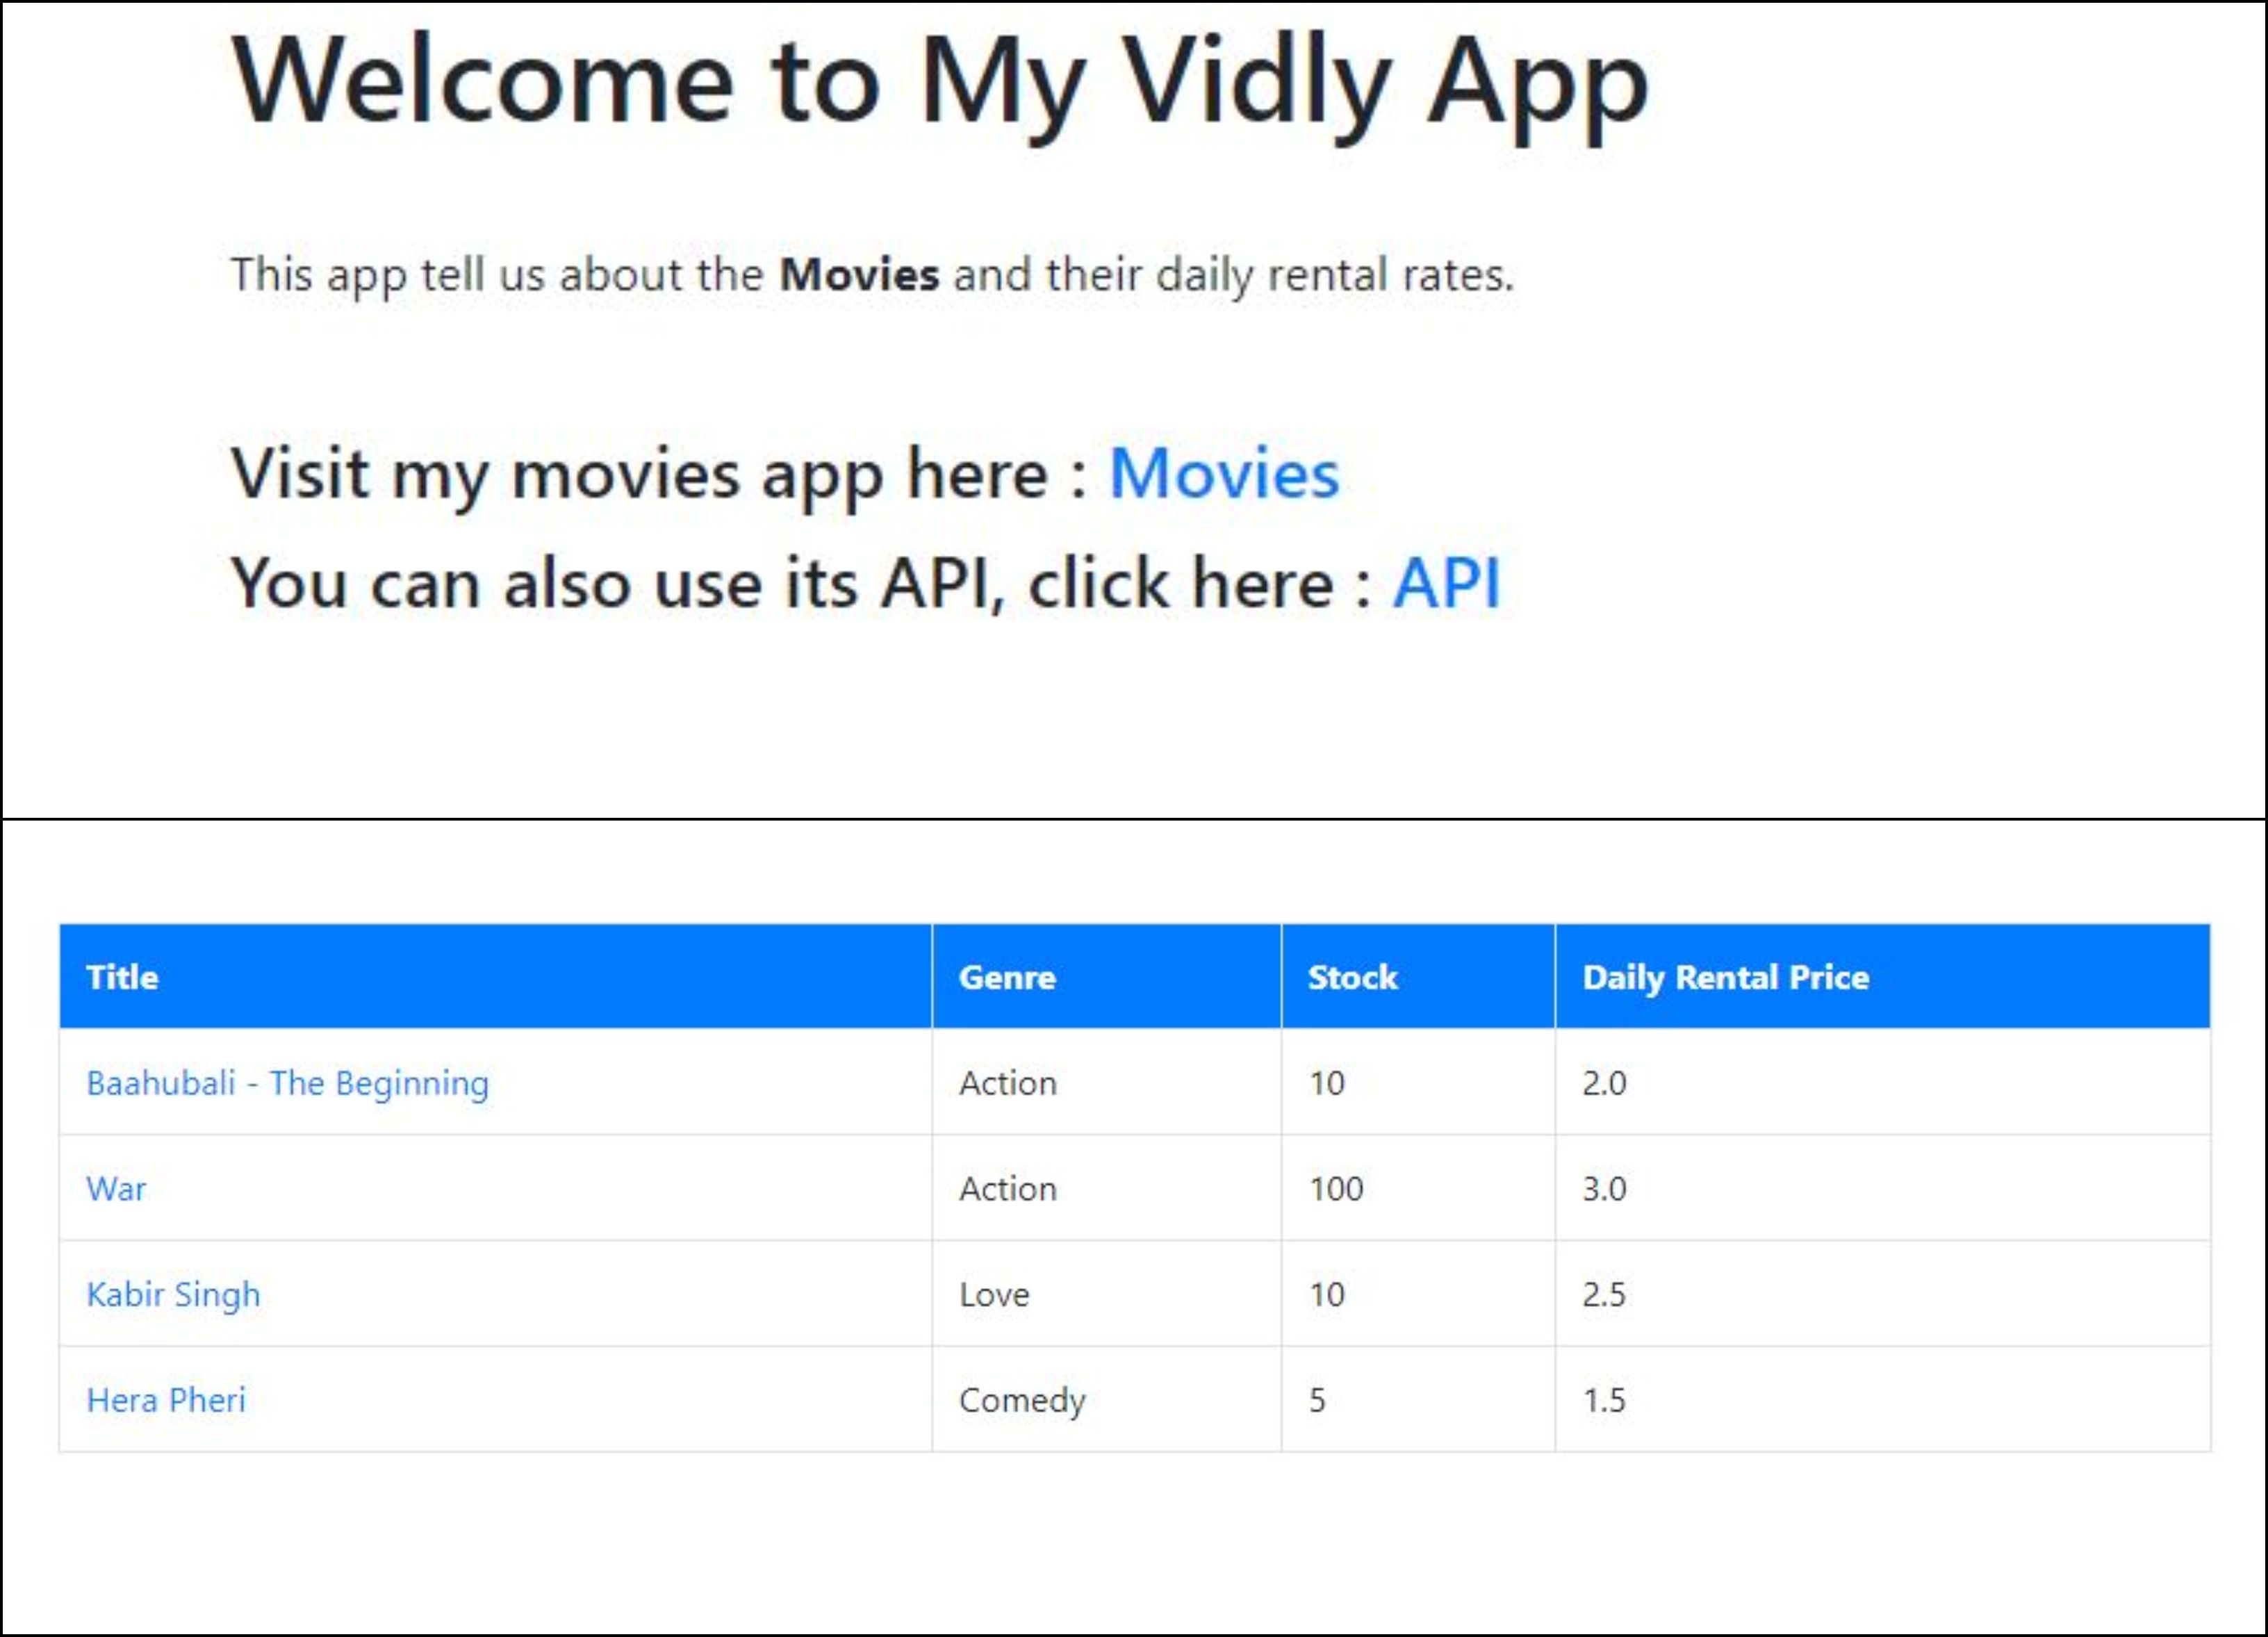 Welcome to My Vidly App
This app tell us about the Movies and their daily rental rates.
Visit my movies app here : Movies
You can also use its API, click here : API
Title Genre Stock Daily Rental Price
Baahubali - The Beginning Action 10 2.0
War Action 100 3.0
Kabir Singh Love 10 2.5
Hera Pheri Comedy 5 1.5